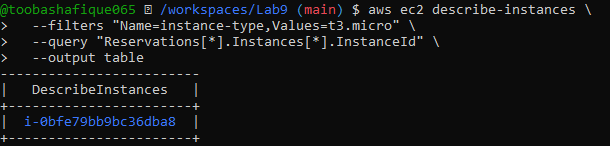 @toobashafique065 /workspaces/Lab9 (main) $ aws ec2 describe-instances \
>   --filters "Name=instance-type,Values=t3.micro" \
>   --query "Reservations[*].Instances[*].InstanceId" \
>   --output table
-----------------------
|  DescribeInstances  |
+---------------------+
|  i-0bfe79bb9bc36dba8  |
+---------------------+